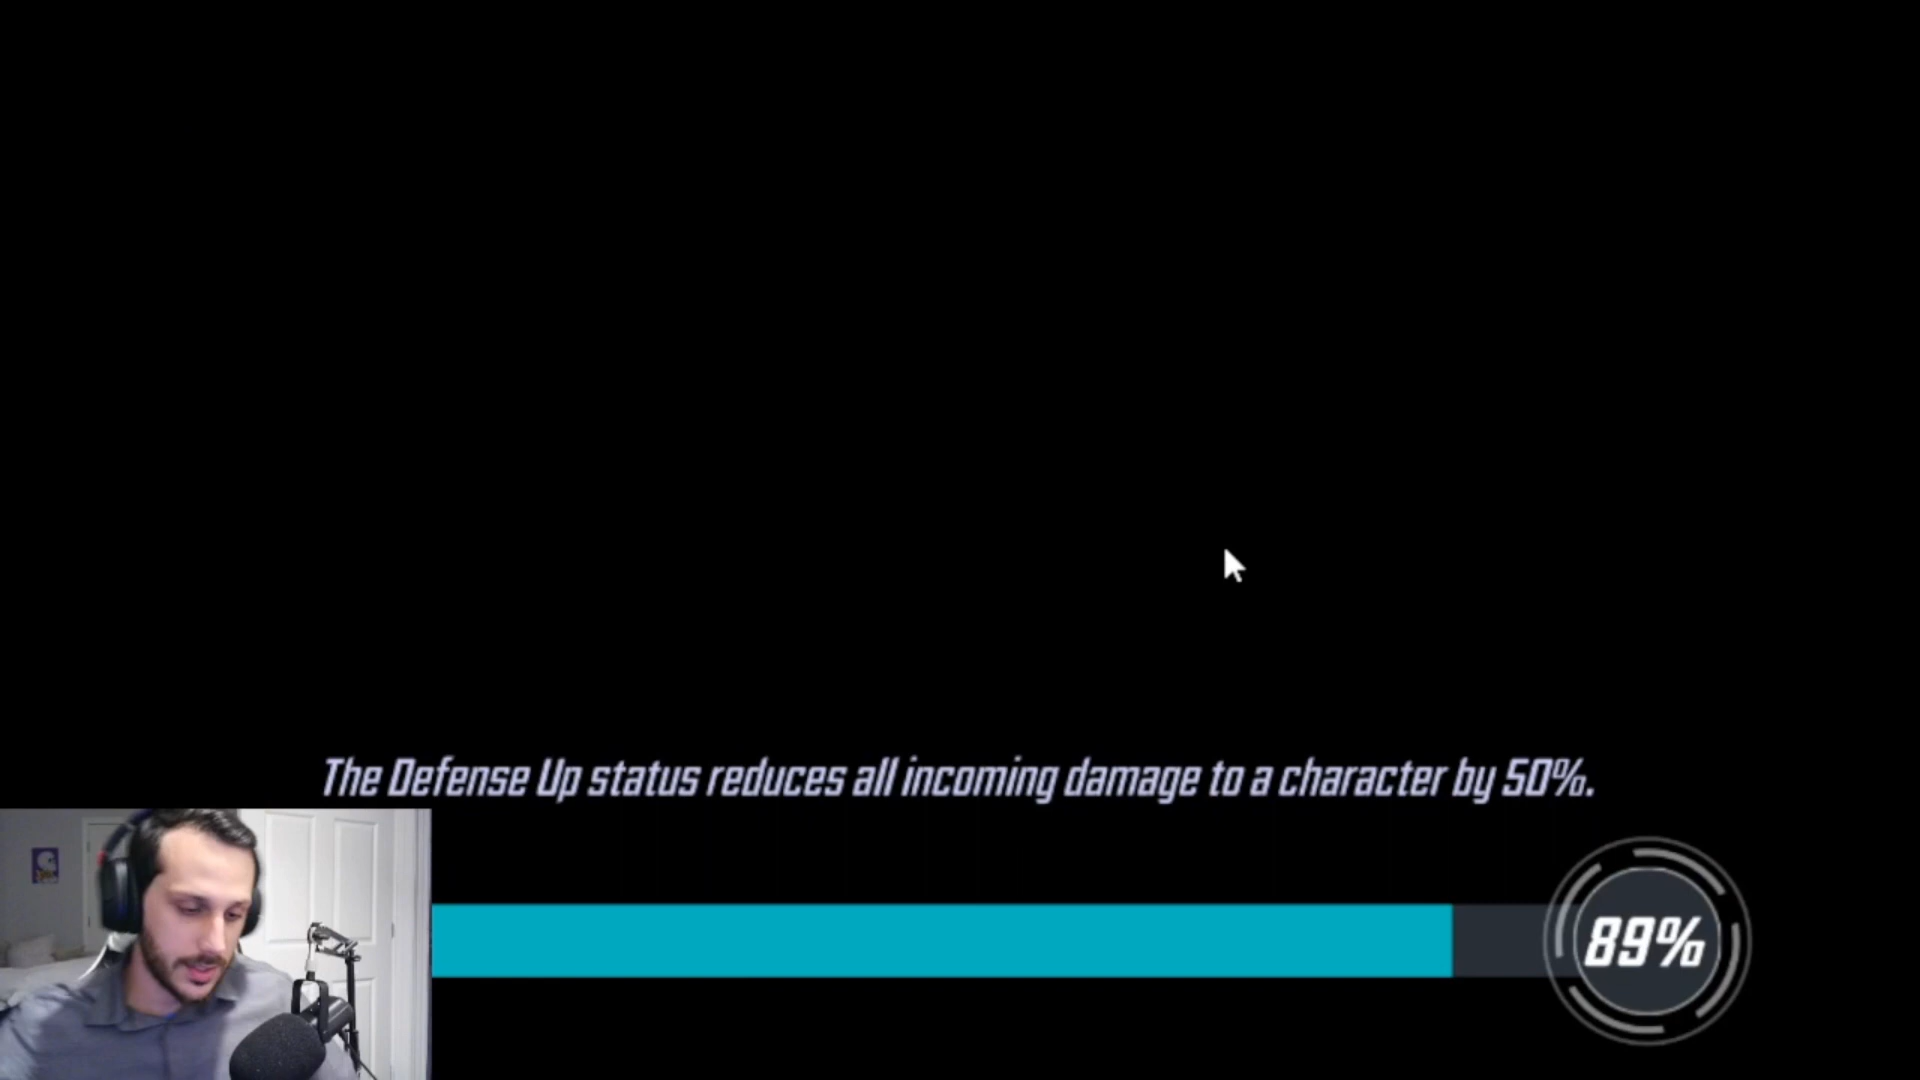 The Defense Up status reduces all incoming damage to a character by 50%.
89%